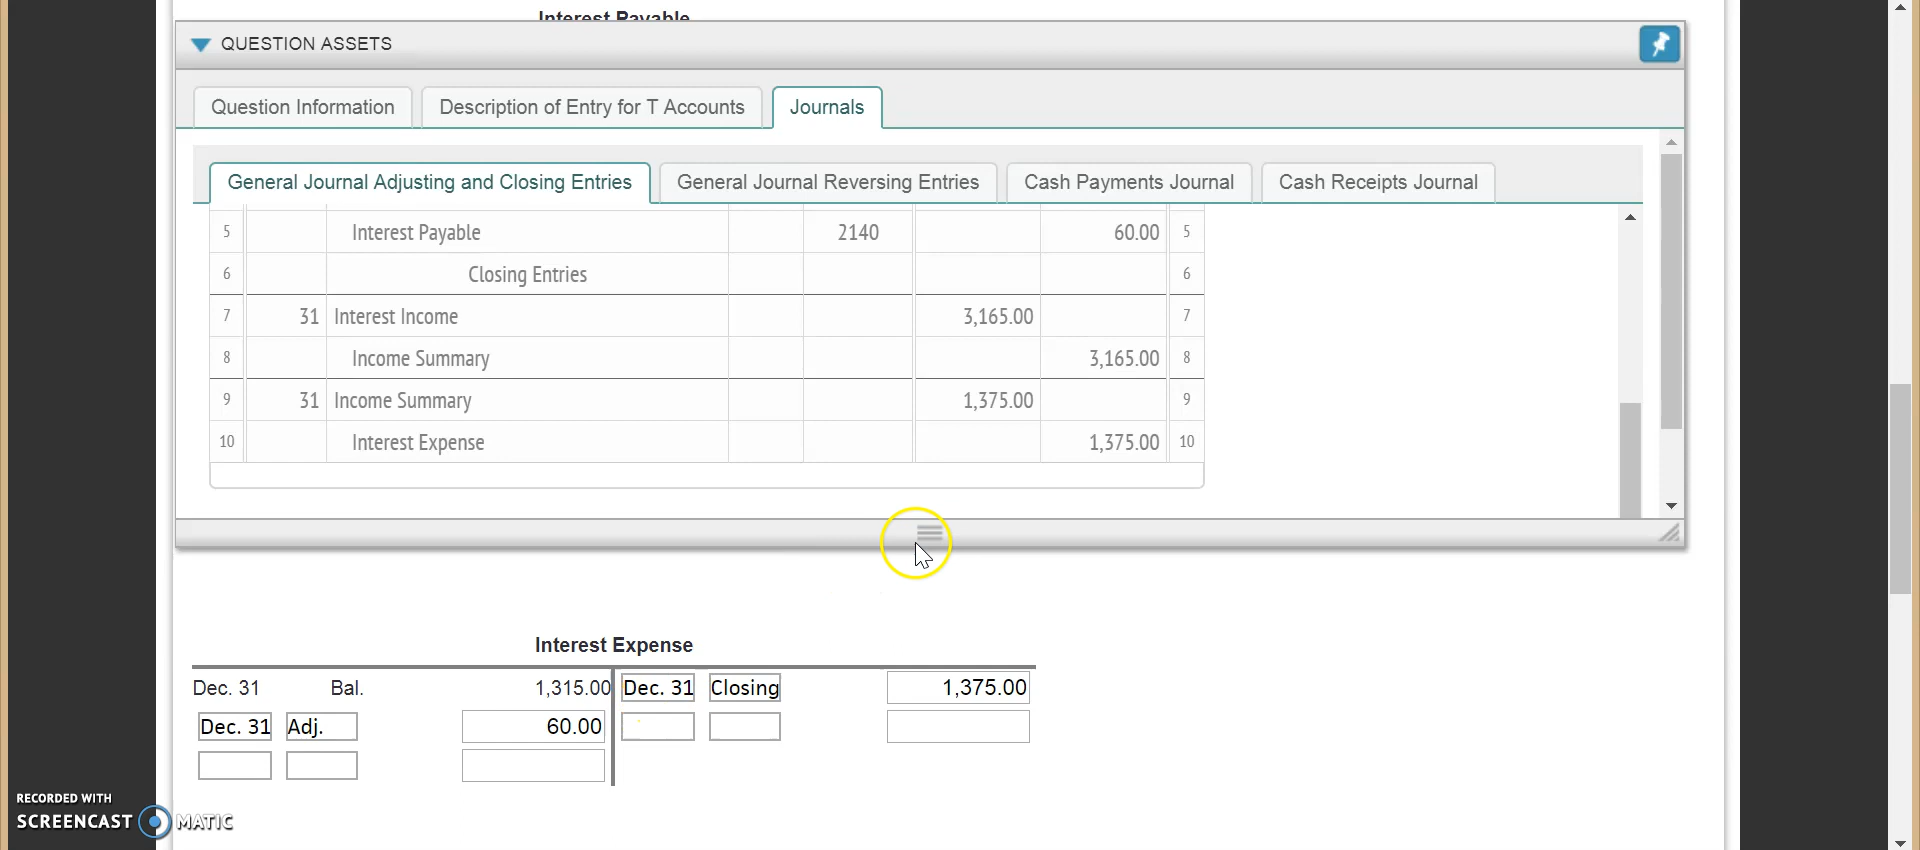 Interest Payable
QUESTION ASSETS
Question Information Description of Entry for T Accounts Journals
General Journal Adjusting and Closing Entries General Journal Reversing Entries Cash Payments Journal Cash Receipts Journal
5 Interest Payable 2140 60.00 5
6 Closing Entries 6
7 31 Interest Income 3,165.00 7
8 Income Summary 3,165.00 8
9 31 Income Summary 1,375.00 9
10 Interest Expense 1,375.00 10
Interest Expense
Dec. 31 Bal. 1,315.00 Dec. 31 Closing 1,375.00
Dec. 31 Adj. 60.00
RECORDED WITH
SCREENCAST MATIC